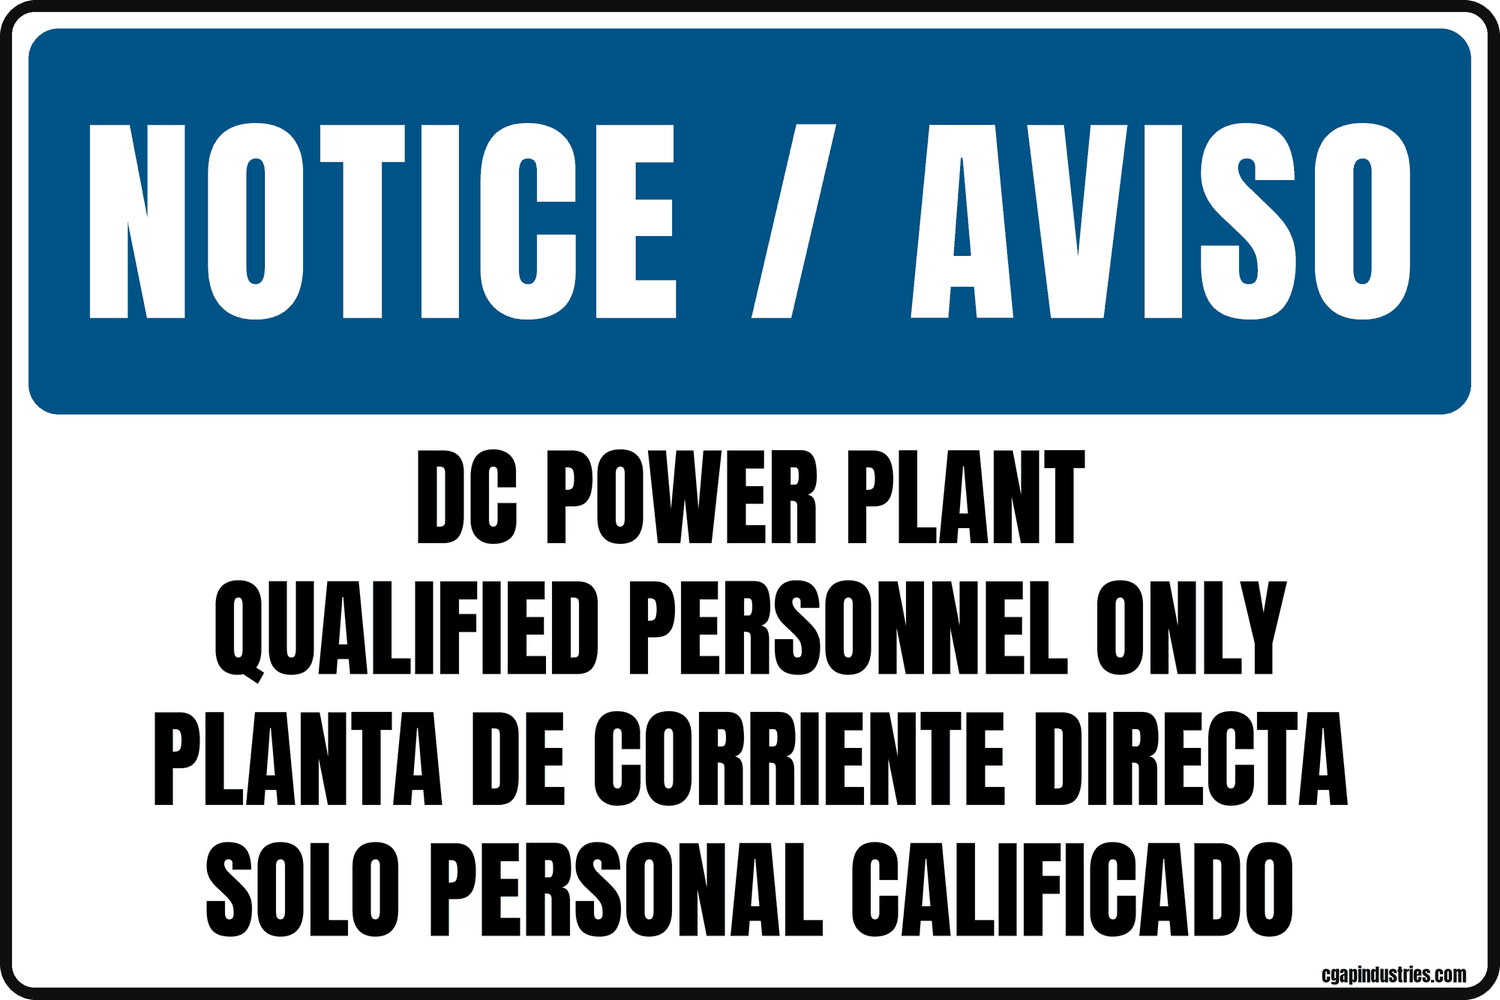 NOTICE / AVISO
DC POWER PLANT
QUALIFIED PERSONNEL ONLY
PLANTA DE CORRIENTE DIRECTA
SOLO PERSONAL CALIFICADO
cgapindustries.com